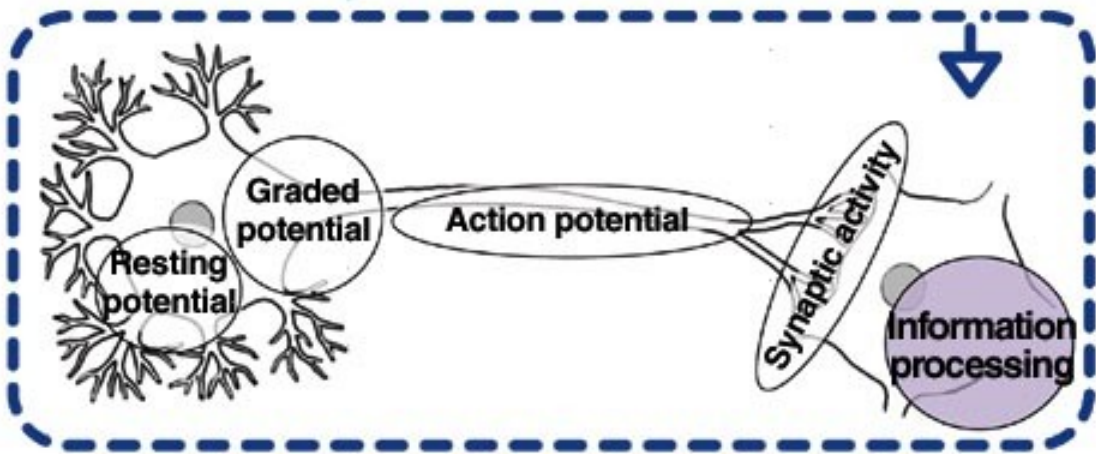 Graded
potential
Resting
potential
Action potential
Synaptic activity
Information
processing